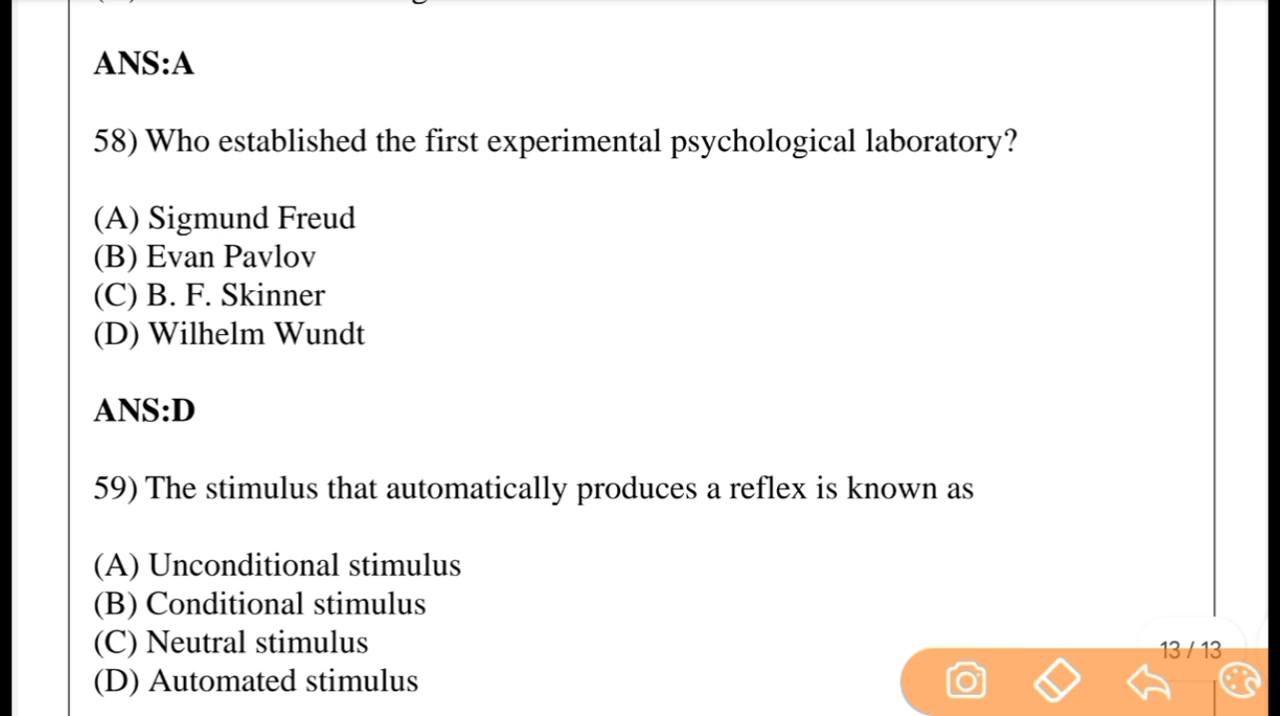 ANS:A
58) Who established the first experimental psychological laboratory?
(A) Sigmund Freud
(B) Evan Pavlov
(C) B. F. Skinner
(D) Wilhelm Wundt
ANS:D
59) The stimulus that automatically produces a reflex is known as
(A) Unconditional stimulus
(B) Conditional stimulus
(C) Neutral stimulus
(D) Automated stimulus
13 / 13